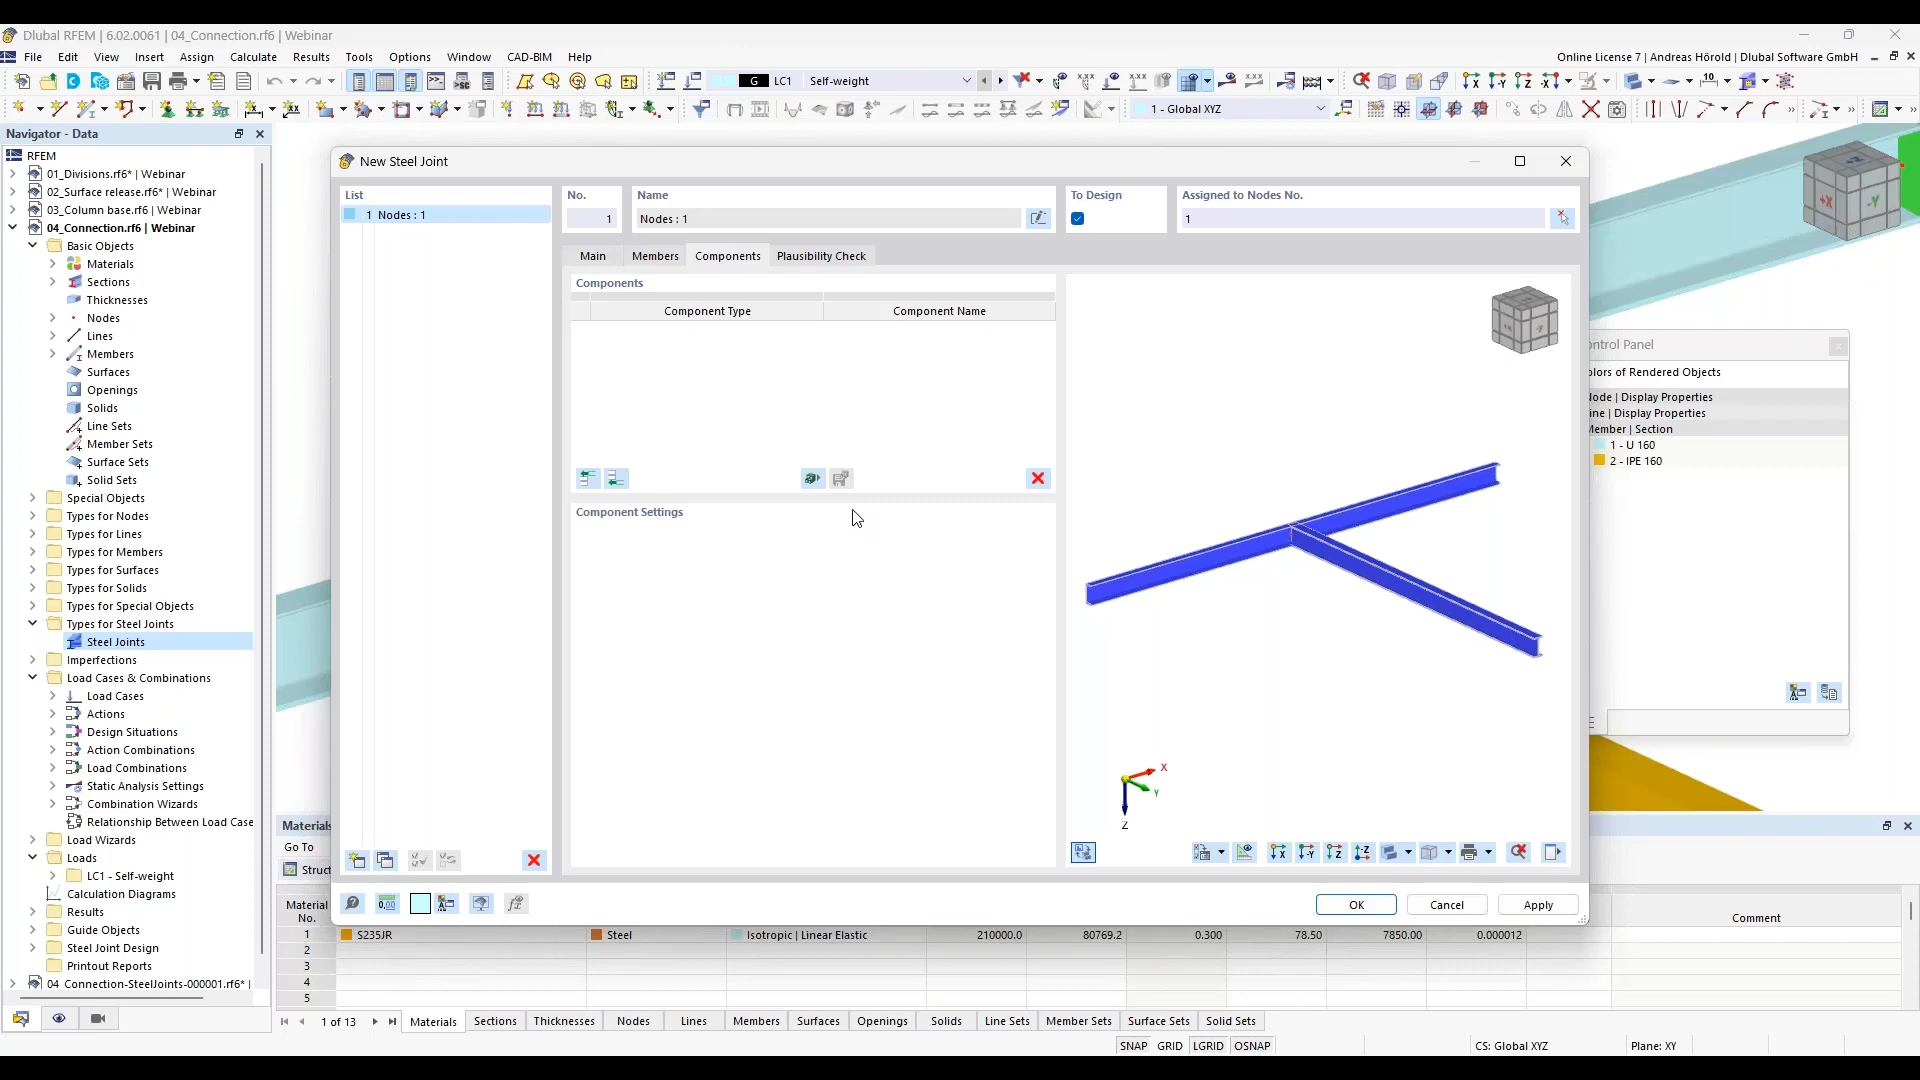 Dlubal RFEM | 6.02.0061 | 04_Connection.rf6 | Webinar
File Edit View Insert Assign Calculate Results Tools Options Window CAD-BIM Help
Online License 7 | Andreas Hörold | Dlubal Software GmbH
G LC1 Self-weight
1 - Global XYZ
Navigator - Data
RFEM
01_Divisions.rf6* | Webinar
02_Surface release.rf6* | Webinar
03_Column base.rf6 | Webinar
04_Connection.rf6 | Webinar
Basic Objects
Materials
Sections
Thicknesses
Nodes
Lines
Members
Surfaces
Openings
Solids
Line Sets
Member Sets
Surface Sets
Solid Sets
Special Objects
Types for Nodes
Types for Lines
Types for Members
Types for Surfaces
Types for Solids
Types for Special Objects
Types for Steel Joints
Steel Joints
Imperfections
Load Cases & Combinations
Load Cases
Actions
Design Situations
Action Combinations
Load Combinations
Static Analysis Settings
Combination Wizards
Relationship Between Load Case
Load Wizards
Loads
LC1 - Self-weight
Calculation Diagrams
Results
Guide Objects
Steel Joint Design
Printout Reports
04_Connection-SteelJoints-000001.rf6* |
New Steel Joint
List
1 Nodes : 1
No.
1
Name
Nodes : 1
To Design
Assigned to Nodes No.
1
Main Members Components Plausibility Check
Components
Component Type Component Name
Component Settings
X
Y
Z
OK Cancel Apply
+X
-Y
+Z
ontrol Panel
olors of Rendered Objects
ode | Display Properties
ine | Display Properties
Member | Section
1 - U 160
2 - IPE 160
Materials
Go To
Struct
Material
No.
Comment
1 S235JR Steel Isotropic | Linear Elastic 210000.0 80769.2 0.300 78.50 7850.00 0.000012
2
3
4
5
1 of 13 Materials Sections Thicknesses Nodes Lines Members Surfaces Openings Solids Line Sets Member Sets Surface Sets Solid Sets
SNAP GRID LGRID OSNAP
CS: Global XYZ
Plane: XY